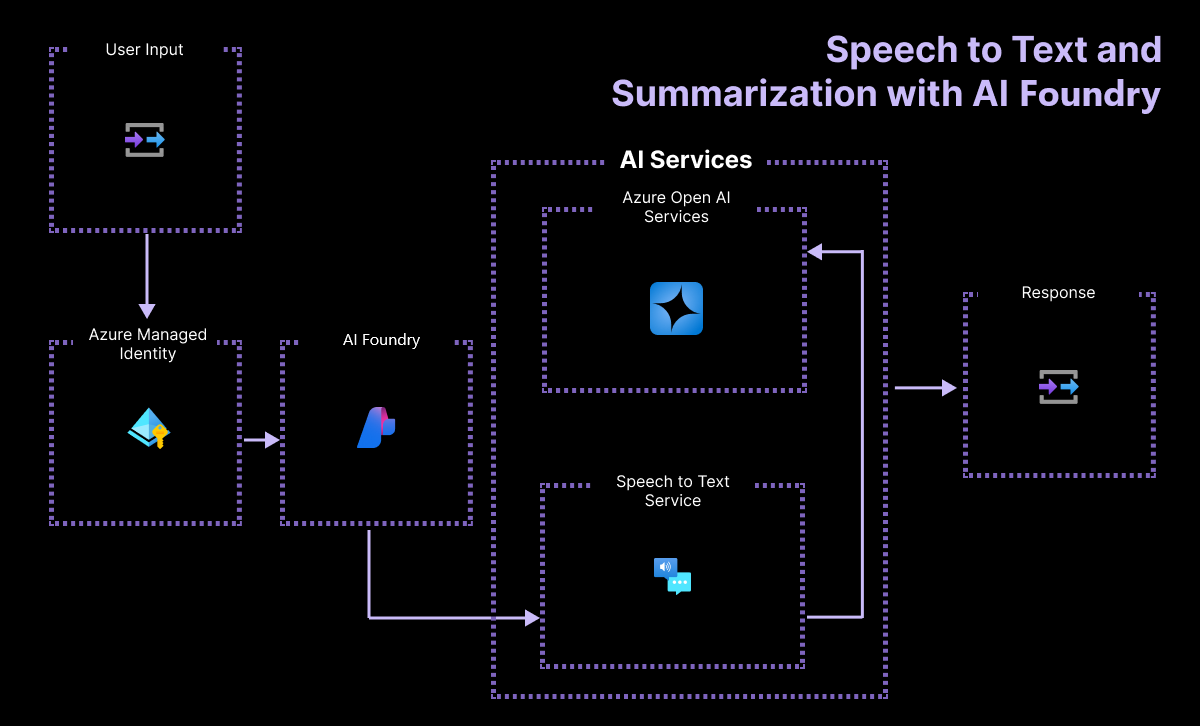 Speech to Text and
Summarization with AI Foundry
User Input
AI Services
Azure Open AI
Services
Azure Managed
Identity
AI Foundry
Speech to Text
Service
Response